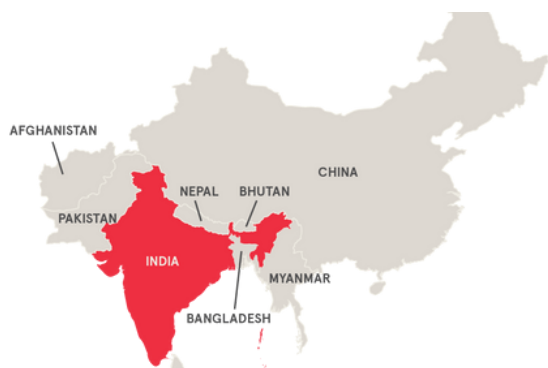 AFGHANISTAN
CHINA
NEPAL
BHUTAN
PAKISTAN
INDIA
MYANMAR
BANGLADESH